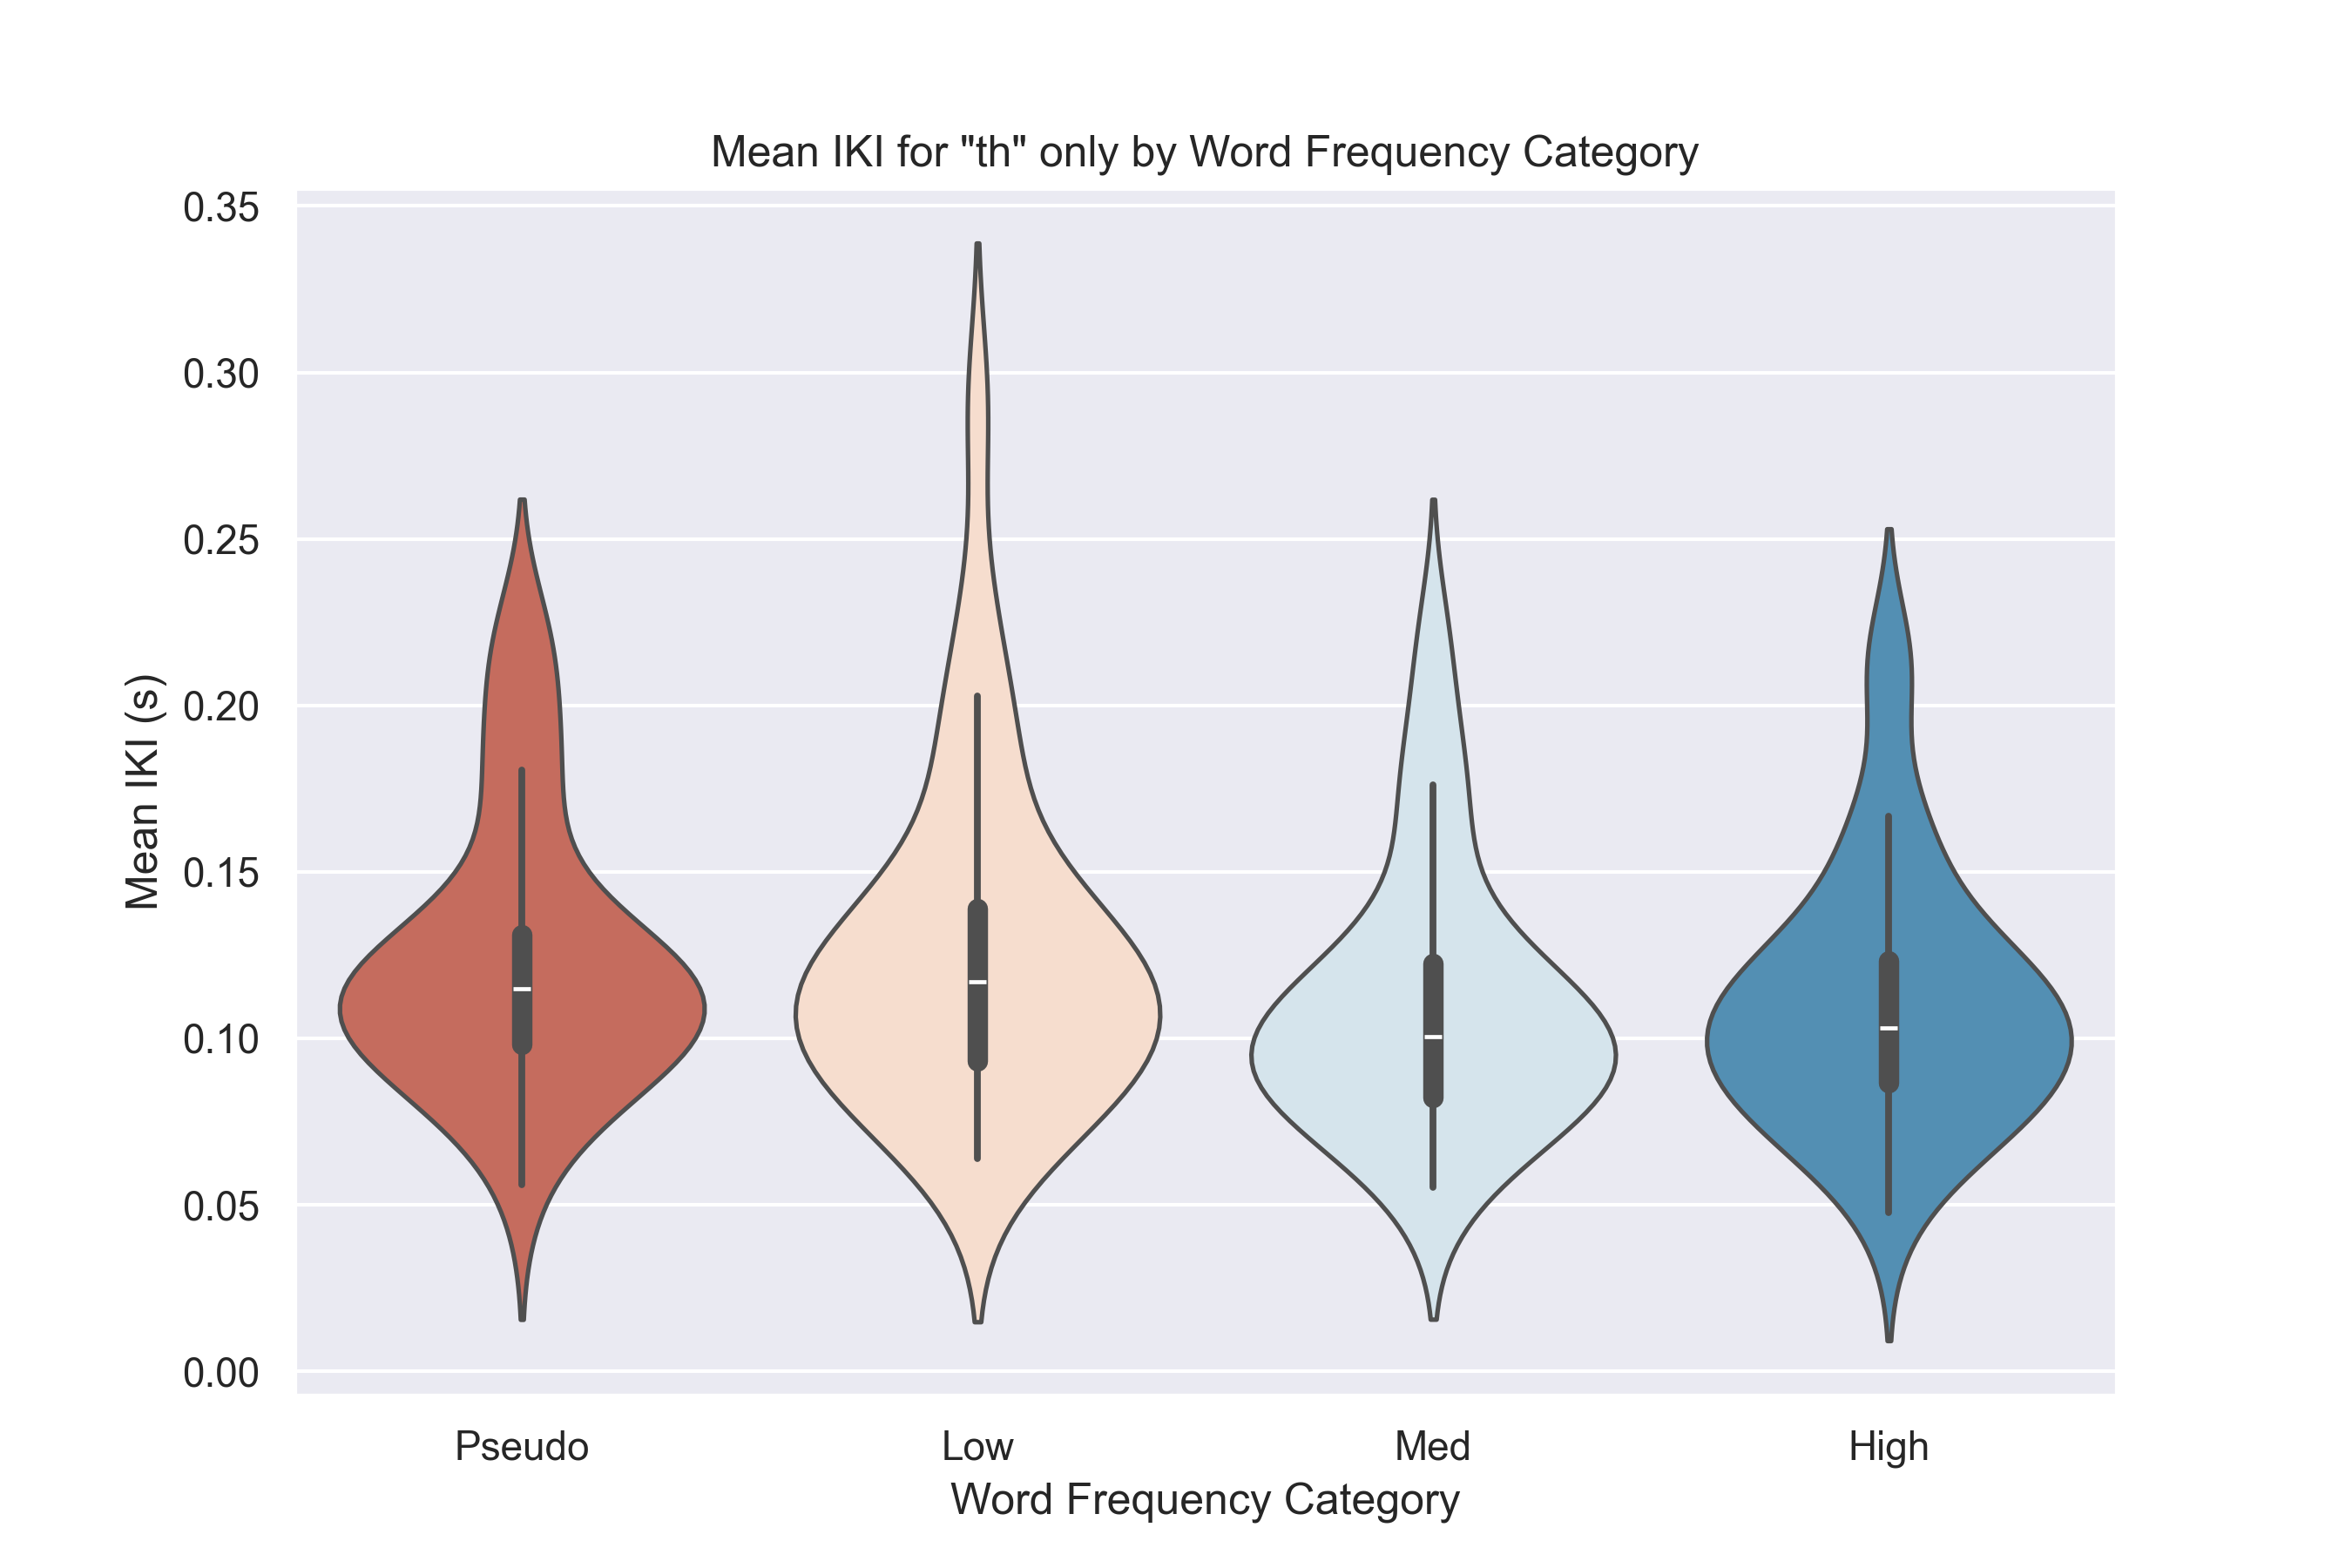 Mean IKI for "th" only by Word Frequency Category
0.35
0.30
0.25
0.20
0.15
0.10
0.05
0.00
Mean IKI (s)
Pseudo Low Med High
Word Frequency Category